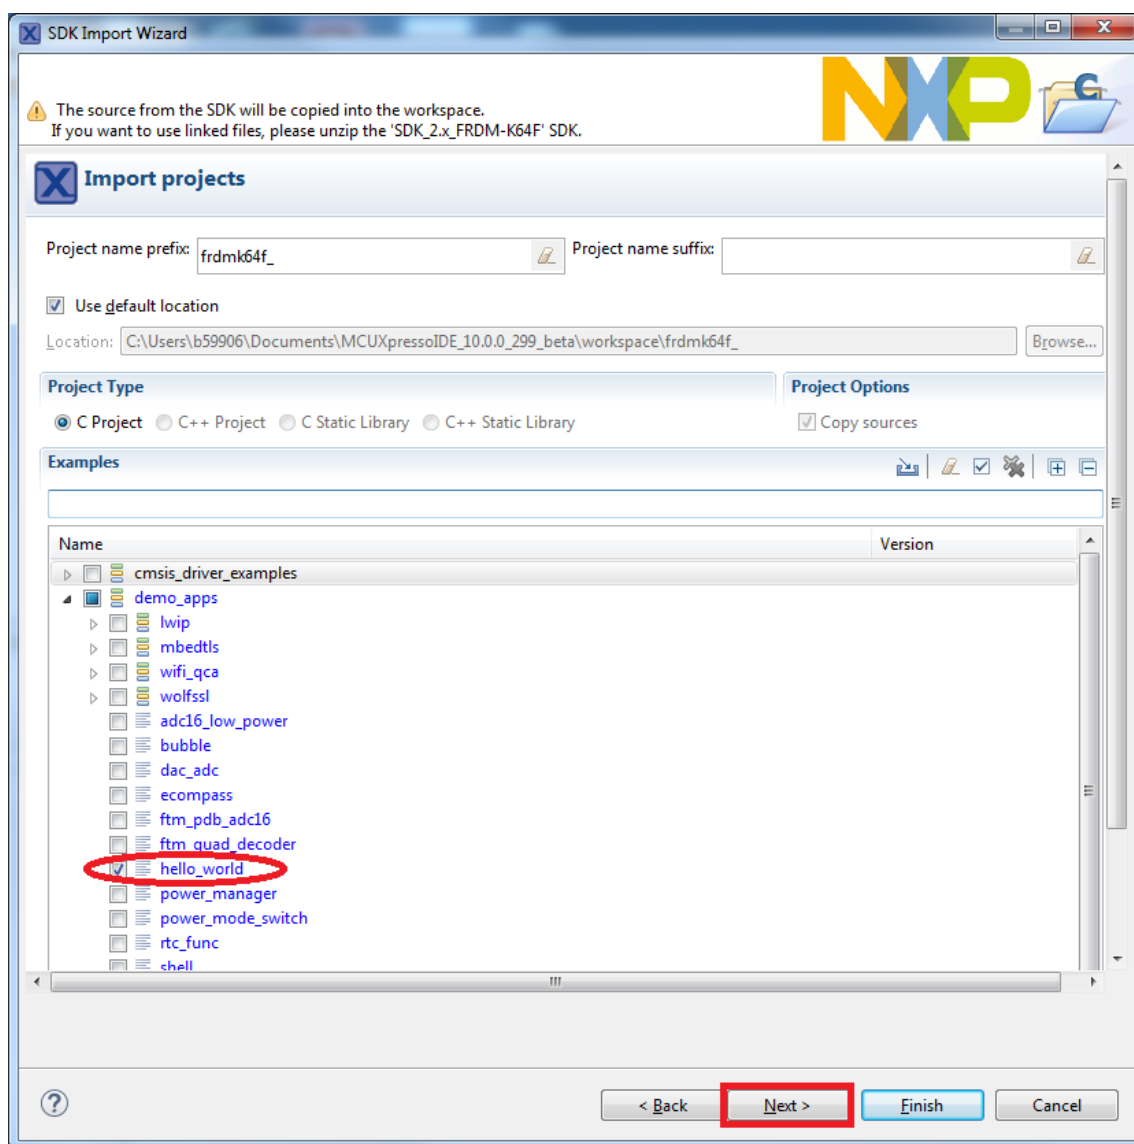 SDK Import Wizard
The source from the SDK will be copied into the workspace.
If you want to use linked files, please unzip the 'SDK_2.x_FRDM-K64F' SDK.
NXP
Import projects
Project name prefix: frdmk64f_ Project name suffix:
Use default location
Location: C:\Users\b59906\Documents\MCUXpressoIDE_10.0.0_299_beta\workspace\frdmk64f_ Browse...
Project Type Project Options
C Project C++ Project C Static Library C++ Static Library Copy sources
Examples
Name Version
cmsis_driver_examples
demo_apps
lwip
mbedtls
wifi_qca
wolfssl
adc16_low_power
bubble
dac_adc
ecompass
ftm_pdb_adc16
ftm_quad_decoder
hello_world
power_manager
power_mode_switch
rtc_func
shell
< Back Next > Finish Cancel